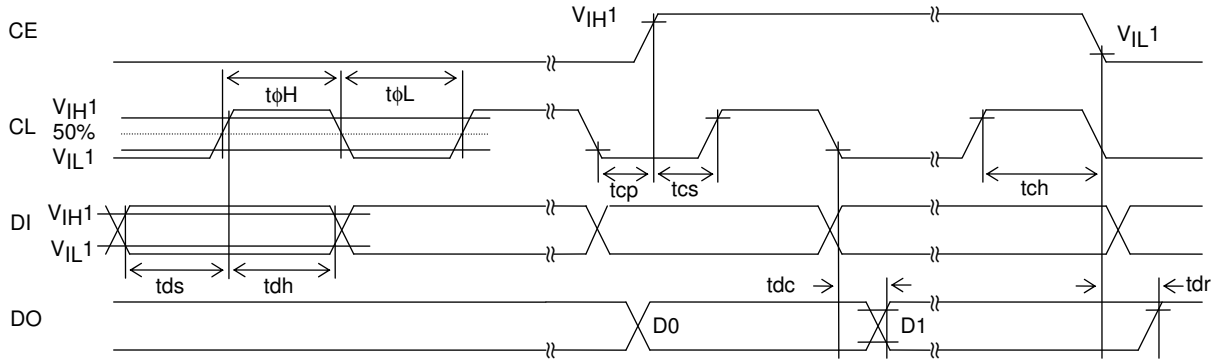 CE
VIH1
VIL1
tϕH
tϕL
VIH1
CL
50%
VIL1
tcp
tcs
tch
DI
VIH1
VIL1
tds
tdh
tdc
tdr
DO
D0
D1